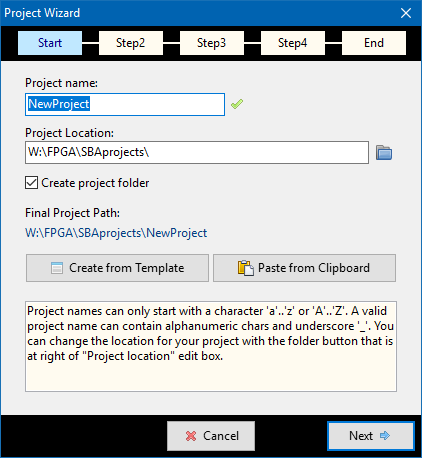 Project Wizard
Start Step2 Step3 Step4 End
Project name:
NewProject
Project Location:
W:\FPGA\SBAprojects\
Create project folder
Final Project Path:
W:\FPGA\SBAprojects\NewProject
Create from Template Paste from Clipboard
Project names can only start with a character 'a'..'z' or 'A'..'Z'. A valid
project name can contain alphanumeric chars and underscore '_'. You
can change the location for your project with the folder button that is
at right of "Project location" edit box.
Cancel Next